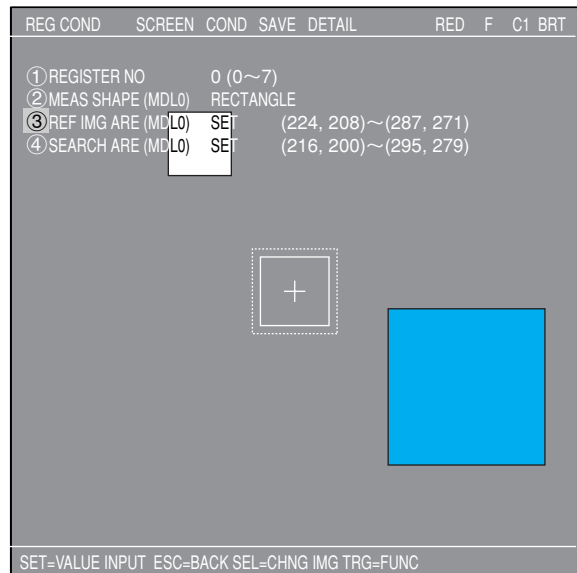 REG COND SCREEN COND SAVE DETAIL RED F C1 BRT
①REGISTER NO 0 (0～7)
②MEAS SHAPE (MDL0) RECTANGLE
③REF IMG ARE (MDL0) SET (224, 208)～(287, 271)
④SEARCH ARE (MDL0) SET (216, 200)～(295, 279)
SET=VALUE INPUT ESC=BACK SEL=CHNG IMG TRG=FUNC